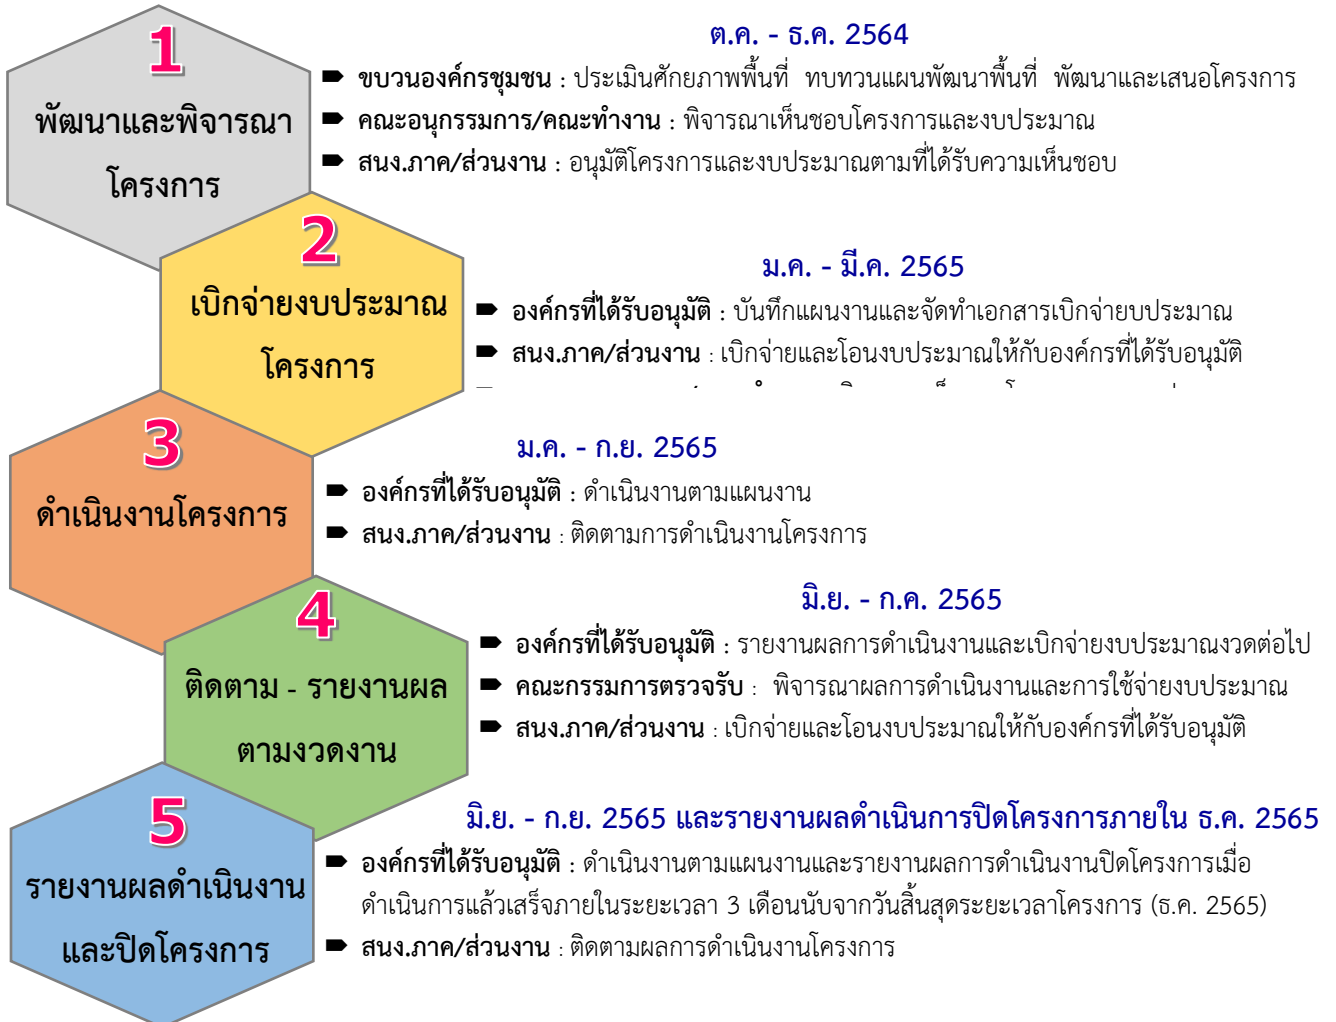 1
พัฒนาและพิจารณา
โครงการ
ต.ค. - ธ.ค. 2564
ขบวนองค์กรชุมชน : ประเมินศักยภาพพื้นที่ ทบทวนแผนพัฒนาพื้นที่ พัฒนาและเสนอโครงการ
คณะอนุกรรมการ/คณะทำงาน : พิจารณาเห็นชอบโครงการและงบประมาณ
สนง.ภาค/ส่วนงาน : อนุมัติโครงการและงบประมาณตามที่ได้รับความเห็นชอบ
2
เบิกจ่ายงบประมาณ
โครงการ
ม.ค. - มี.ค. 2565
องค์กรที่ได้รับอนุมัติ : บันทึกแผนงานและจัดทำเอกสารเบิกจ่ายบประมาณ
สนง.ภาค/ส่วนงาน : เบิกจ่ายและโอนงบประมาณให้กับองค์กรที่ได้รับอนุมัติ
3
ดำเนินงานโครงการ
ม.ค. - ก.ย. 2565
องค์กรที่ได้รับอนุมัติ : ดำเนินงานตามแผนงาน
สนง.ภาค/ส่วนงาน : ติดตามการดำเนินงานโครงการ
4
ติดตาม - รายงานผล
ตามงวดงาน
มิ.ย. - ก.ค. 2565
องค์กรที่ได้รับอนุมัติ : รายงานผลการดำเนินงานและเบิกจ่ายงบประมาณงวดต่อไป
คณะกรรมการตรวจรับ : พิจารณาผลการดำเนินงานและการใช้จ่ายงบประมาณ
สนง.ภาค/ส่วนงาน : เบิกจ่ายและโอนงบประมาณให้กับองค์กรที่ได้รับอนุมัติ
5
รายงานผลดำเนินงาน
และปิดโครงการ
มิ.ย. - ก.ย. 2565 และรายงานผลดำเนินการปิดโครงการภายใน ธ.ค. 2565
องค์กรที่ได้รับอนุมัติ : ดำเนินงานตามแผนงานและรายงานผลการดำเนินงานปิดโครงการเมื่อ
ดำเนินการแล้วเสร็จภายในระยะเวลา 3 เดือนนับจากวันสิ้นสุดระยะเวลาโครงการ (ธ.ค. 2565)
สนง.ภาค/ส่วนงาน : ติดตามผลการดำเนินงานโครงการ